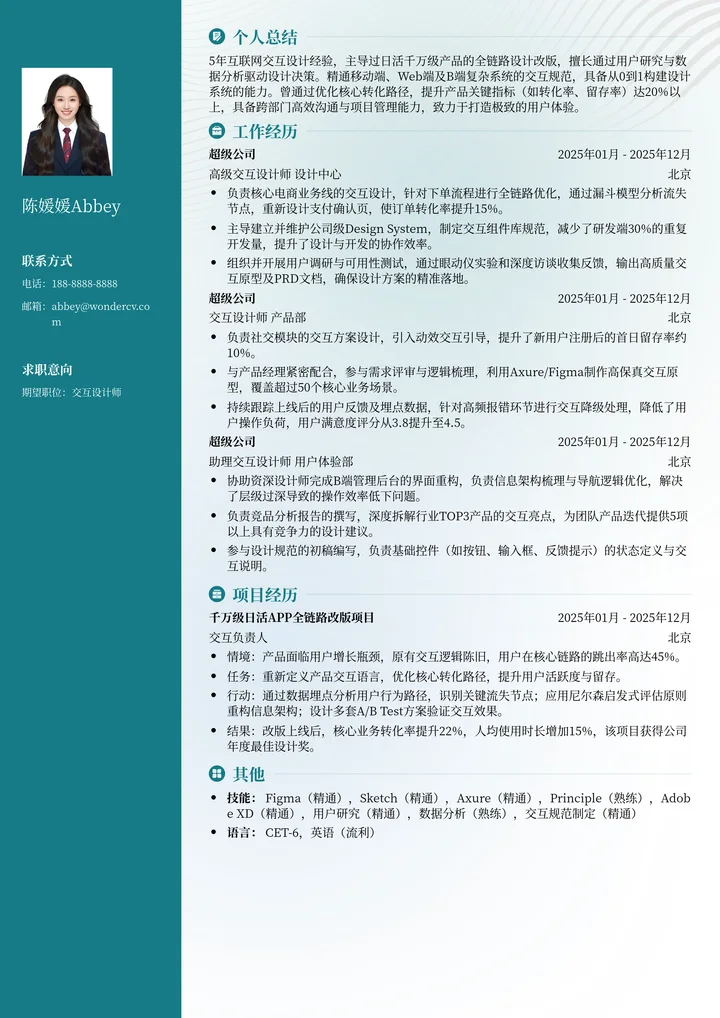 陈媛媛Abbey
联系方式
电话：188-8888-8888
邮箱：abbey@wondercv.co
m
求职意向
期望职位：交互设计师
个人总结
5年互联网交互设计经验，主导过日活千万级产品的全链路设计改版，擅长通过用户研究与数
据分析驱动设计决策。精通移动端、Web端及B端复杂系统的交互规范，具备从0到1构建设计
系统的能力。曾通过优化核心转化路径，提升产品关键指标（如转化率、留存率）达20%以
上，具备跨部门高效沟通与项目管理能力，致力于打造极致的用户体验。
工作经历
超级公司 2025年01月 - 2025年12月
高级交互设计师 设计中心 北京
• 负责核心电商业务线的交互设计，针对下单流程进行全链路优化，通过漏斗模型分析流失
节点，重新设计支付确认页，使订单转化率提升15%。
• 主导建立并维护公司级Design System，制定交互组件库规范，减少了研发端30%的重复
开发量，提升了设计与开发的协作效率。
• 组织并开展用户调研与可用性测试，通过眼动仪实验和深度访谈收集反馈，输出高质量交
互原型及PRD文档，确保设计方案的精准落地。
超级公司 2025年01月 - 2025年12月
交互设计师 产品部 北京
• 负责社交模块的交互方案设计，引入动效交互引导，提升了新用户注册后的首日留存率约
10%。
• 与产品经理紧密配合，参与需求评审与逻辑梳理，利用Axure/Figma制作高保真交互原
型，覆盖超过50个核心业务场景。
• 持续跟踪上线后的用户反馈及埋点数据，针对高频报错环节进行交互降级处理，降低了用
户操作负荷，用户满意度评分从3.8提升至4.5。
超级公司 2025年01月 - 2025年12月
助理交互设计师 用户体验部 北京
• 协助资深设计师完成B端管理后台的界面重构，负责信息架构梳理与导航逻辑优化，解决
了层级过深导致的操作效率低下问题。
• 负责竞品分析报告的撰写，深度拆解行业TOP3产品的交互亮点，为团队产品迭代提供5项
以上具有竞争力的设计建议。
• 参与设计规范的初稿编写，负责基础控件（如按钮、输入框、反馈提示）的状态定义与交
互说明。
项目经历
千万级日活APP全链路改版项目 2025年01月 - 2025年12月
交互负责人 北京
• 情境：产品面临用户增长瓶颈，原有交互逻辑陈旧，用户在核心链路的跳出率高达45%。
• 任务：重新定义产品交互语言，优化核心转化路径，提升用户活跃度与留存。
• 行动：通过数据埋点分析用户行为路径，识别关键流失节点；应用尼尔森启发式评估原则
重构信息架构；设计多套A/B Test方案验证交互效果。
• 结果：改版上线后，核心业务转化率提升22%，人均使用时长增加15%，该项目获得公司
年度最佳设计奖。
其他
• 技能： Figma（精通），Sketch（精通），Axure（精通），Principle（熟练），Adob
e XD（精通），用户研究（精通），数据分析（熟练），交互规范制定（精通）
• 语言： CET-6，英语（流利）